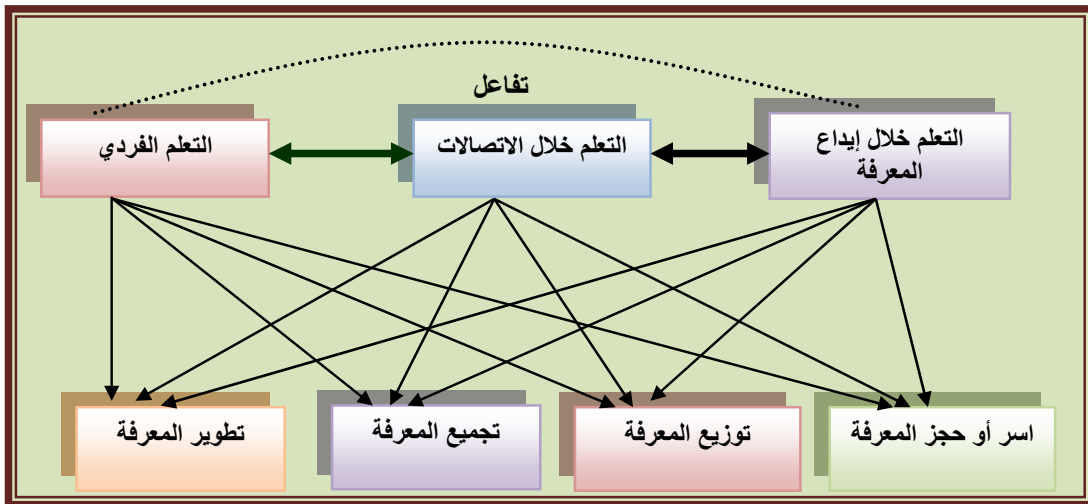 تفاعل
التعلم خلال إيداع
المعرفة
التعلم خلال الاتصالات
التعلم الفردي
اسر أو حجز المعرفة
توزيع المعرفة
تجميع المعرفة
تطوير المعرفة